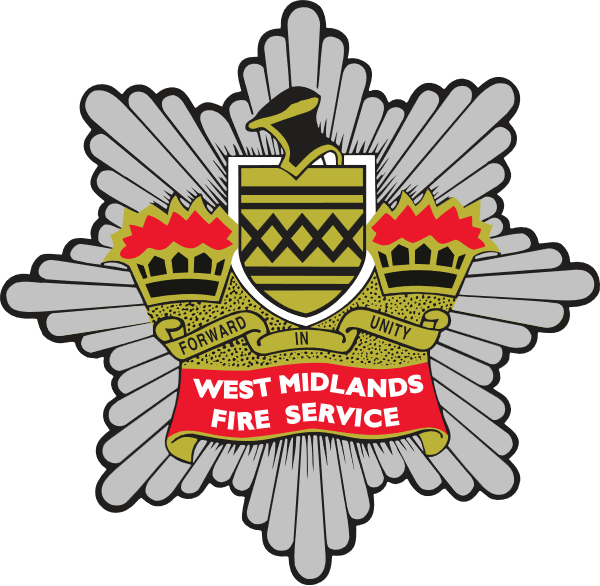 FORWARD IN UNITY
WEST MIDLANDS
FIRE SERVICE